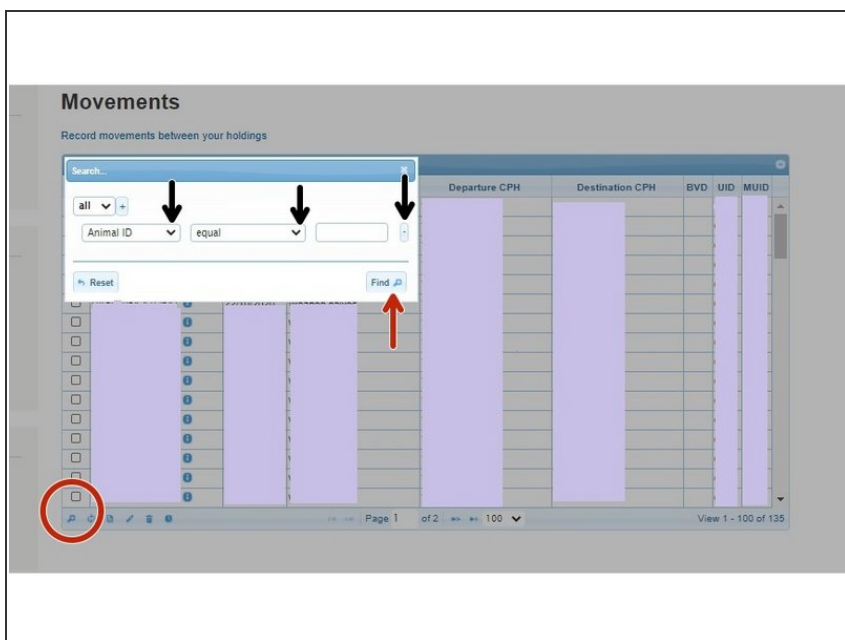 Movements
Record movements between your holdings
Search...
Departure CPH Destination CPH BVD UID MUID
all +
Animal ID equal -
Reset Find
Page 1 of 2 100 View 1 - 100 of 135